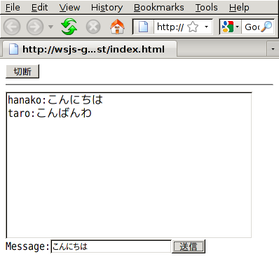 File Edit View History Bookmarks Tools Help
http://
http://wsjs-g...st/index.html
切断
hanako:こんにちは
taro:こんばんわ
Message: こんにちは 送信